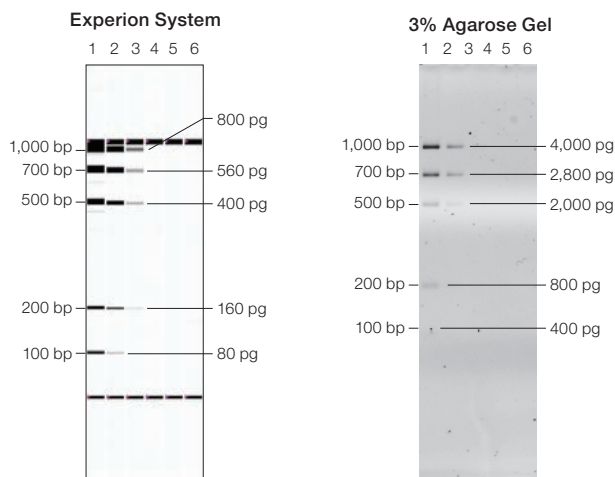 Experion System
1 2 3 4 5 6
800 pg
1,000 bp
700 bp 560 pg
500 bp 400 pg
200 bp 160 pg
100 bp 80 pg
3% Agarose Gel
1 2 3 4 5 6
1,000 bp 4,000 pg
700 bp 2,800 pg
500 bp 2,000 pg
200 bp 800 pg
100 bp 400 pg